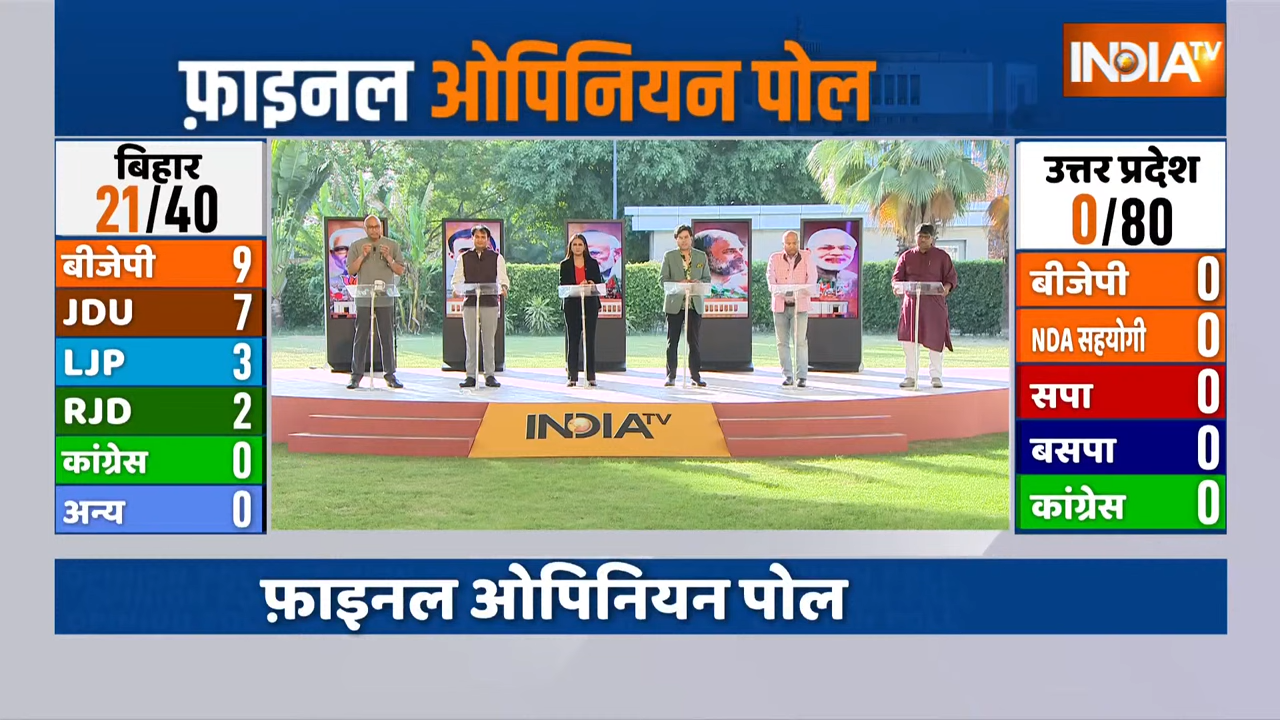 फ़ाइनल ओपिनियन पोल
INDIA TV
बिहार
21/40
बीजेपी 9
JDU 7
LJP 3
RJD 2
कांग्रेस 0
अन्य 0
INDIA TV
उत्तर प्रदेश
0/80
बीजेपी 0
NDA सहयोगी 0
सपा 0
बसपा 0
कांग्रेस 0
फ़ाइनल ओपिनियन पोल